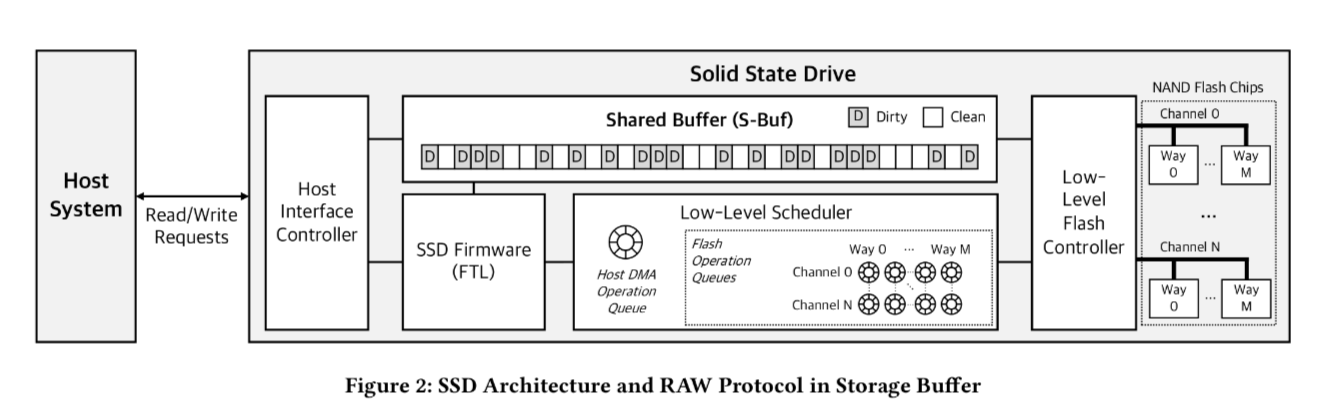 Solid State Drive
Host
System
Read/Write
Requests
Host
Interface
Controller
Shared Buffer (S-Buf)
D Dirty
Clean
D D D D D D D D D D D D D D D D D D D
SSD Firmware
(FTL)
Low-Level Scheduler
Host DMA
Operation
Queue
Flash
Operation
Queues
Way 0 ... Way M
Channel 0
Channel N
Low-
Level
Flash
Controller
NAND Flash Chips
Channel 0
Way
0
...
Way
M
...
Channel N
Way
0
...
Way
M
Figure 2: SSD Architecture and RAW Protocol in Storage Buffer